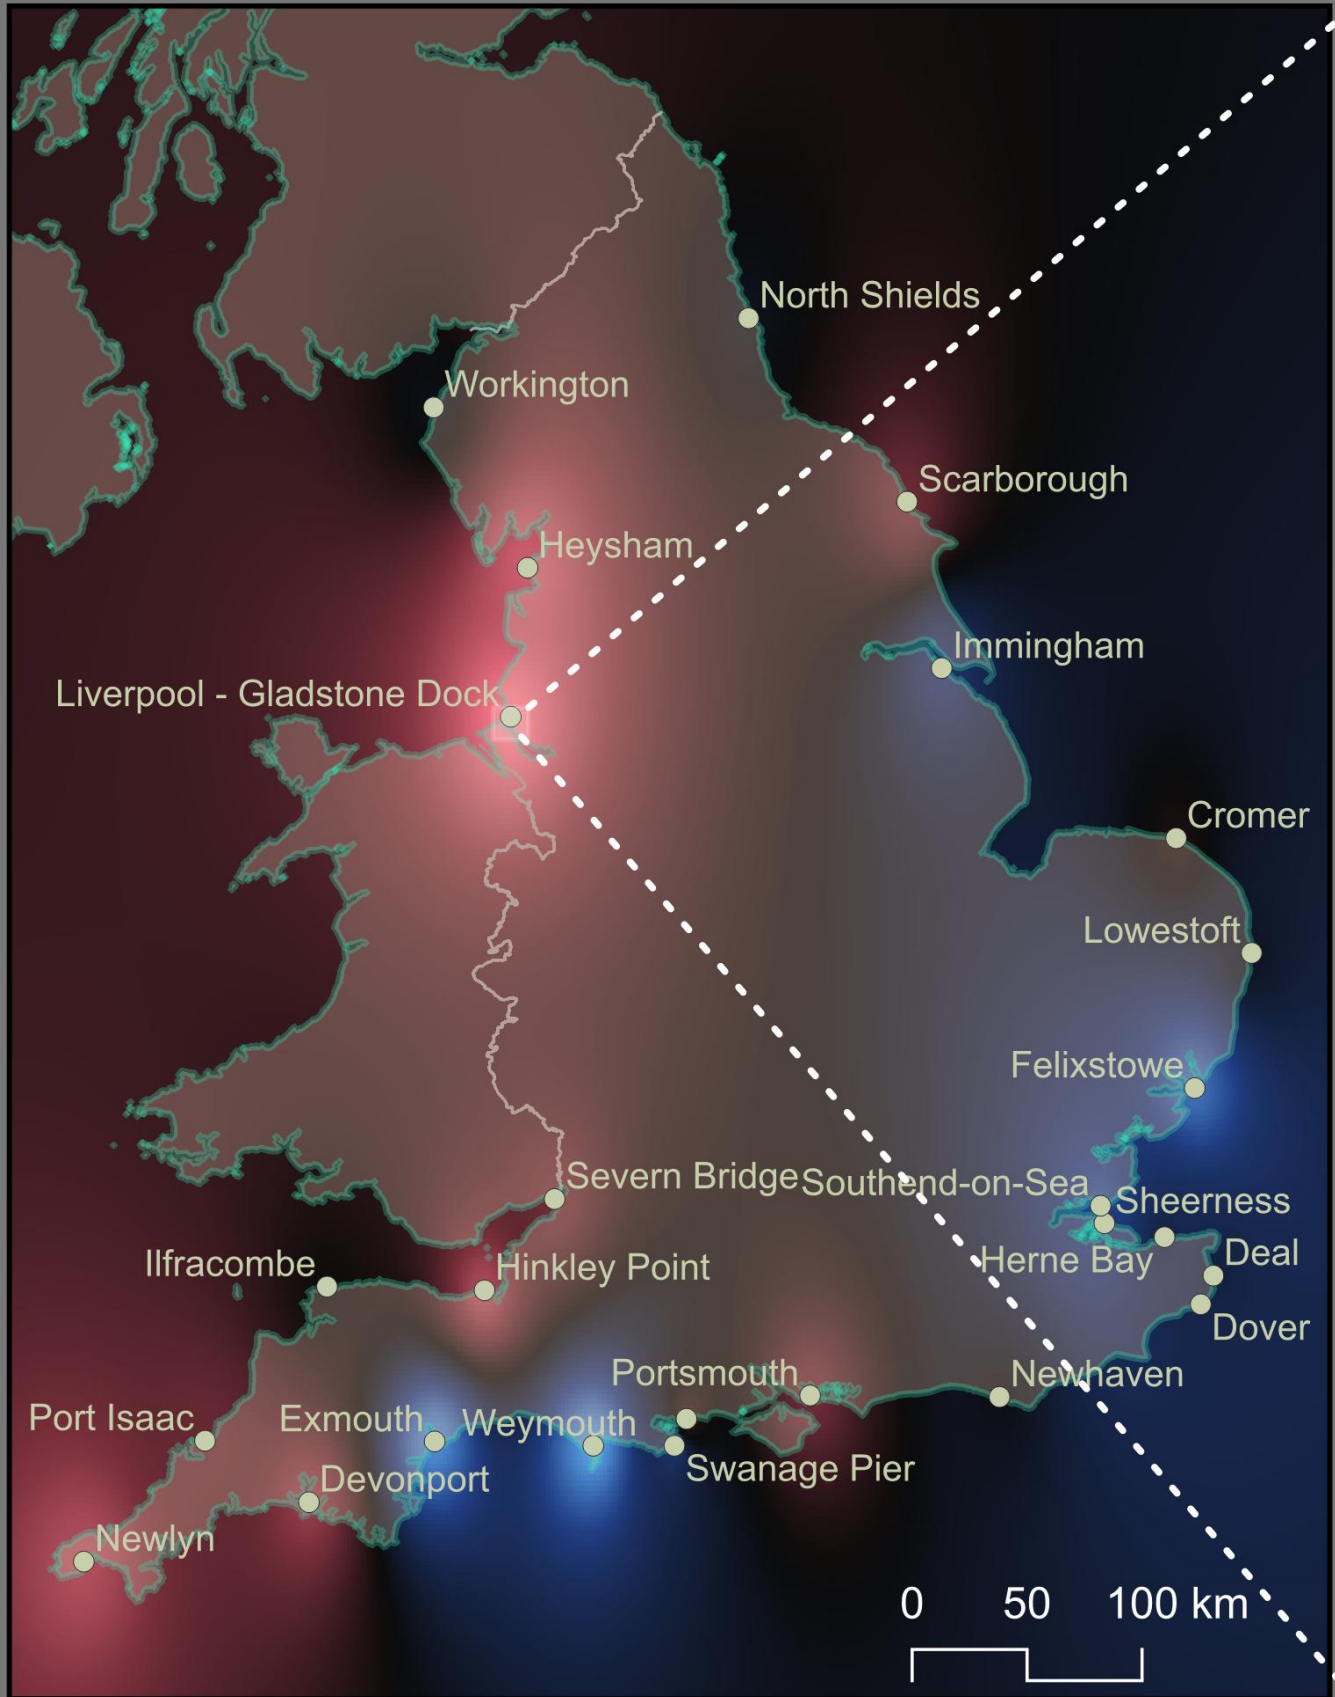 North Shields
Workington
Scarborough
Heysham
Immingham
Liverpool - Gladstone Dock
Cromer
Lowestoft
Felixstowe
Severn Bridge
Southend-on-Sea
Sheerness
Herne Bay
Deal
Ilfracombe
Hinkley Point
Dover
Portsmouth
Newhaven
Port Isaac
Exmouth
Weymouth
Swanage Pier
Devonport
Newlyn
0 50 100 km